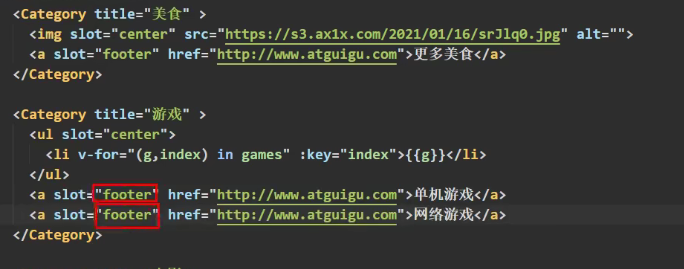 <Category title="美食" >
<img slot="center" src="https://s3.ax1x.com/2021/01/16/srJlq0.jpg" alt="">
<a slot="footer" href="http://www.atguigu.com">更多美食</a>
</Category>
<Category title="游戏" >
<ul slot="center">
<li v-for="(g,index) in games" :key="index">{{g}}</li>
</ul>
<a slot="footer" href="http://www.atguigu.com">单机游戏</a>
<a slot="footer" href="http://www.atguigu.com">网络游戏</a>
</Category>